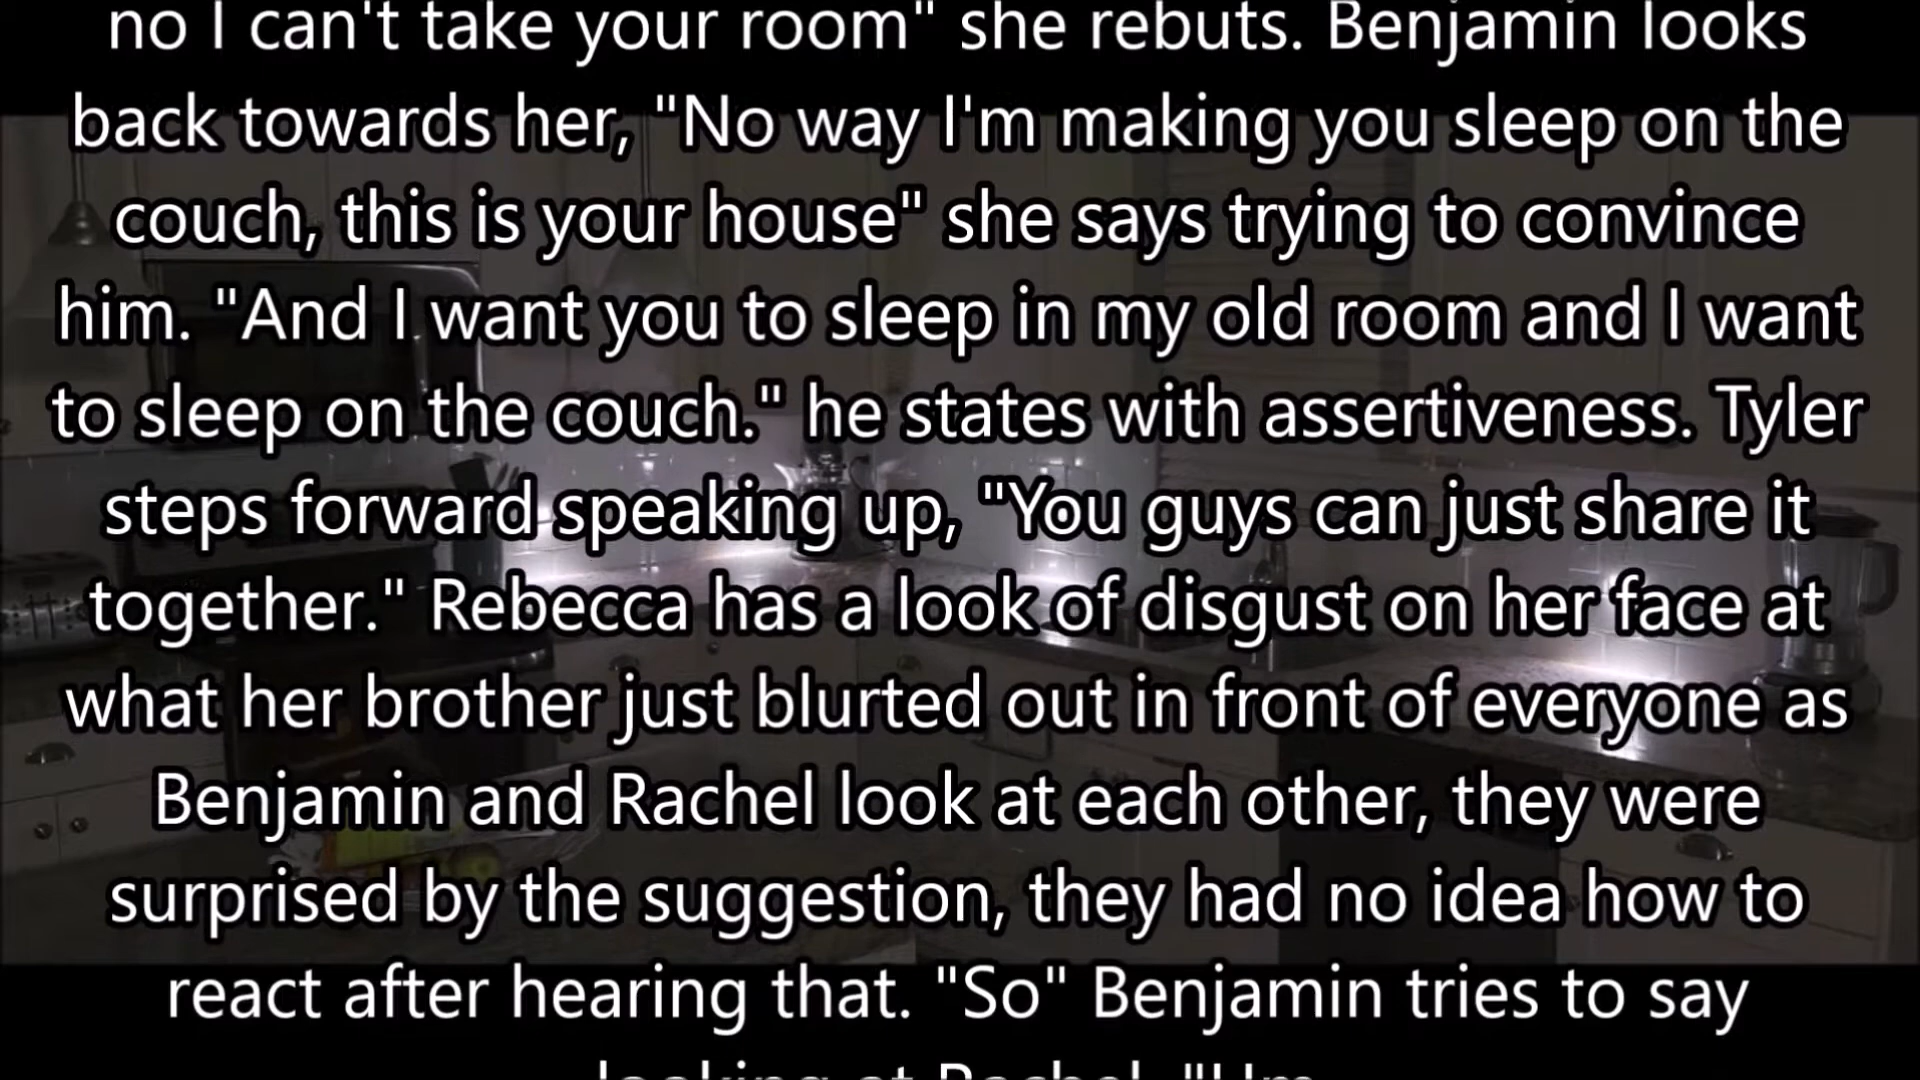 no I can't take your room" she rebuts. Benjamin looks
back towards her, "No way I'm making you sleep on the
couch, this is your house" she says trying to convince
him. "And I want you to sleep in my old room and I want
to sleep on the couch." he states with assertiveness. Tyler
steps forward speaking up, "You guys can just share it
together." Rebecca has a look of disgust on her face at
what her brother just blurted out in front of everyone as
Benjamin and Rachel look at each other, they were
surprised by the suggestion, they had no idea how to
react after hearing that. "So" Benjamin tries to say
looking at Rachel. "Um